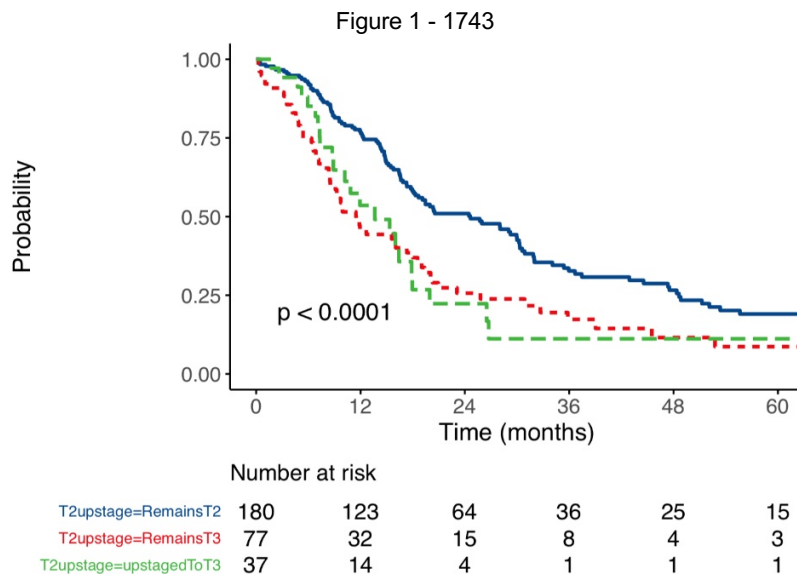 Figure 1 - 1743
Probability
1.00
0.75
0.50
0.25
0.00
p < 0.0001
0 12 24 36 48 60
Time (months)
Number at risk
T2upstage=RemainsT2 180 123 64 36 25 15
T2upstage=RemainsT3 77 32 15 8 4 3
T2upstage=upstagedToT3 37 14 4 1 1 1